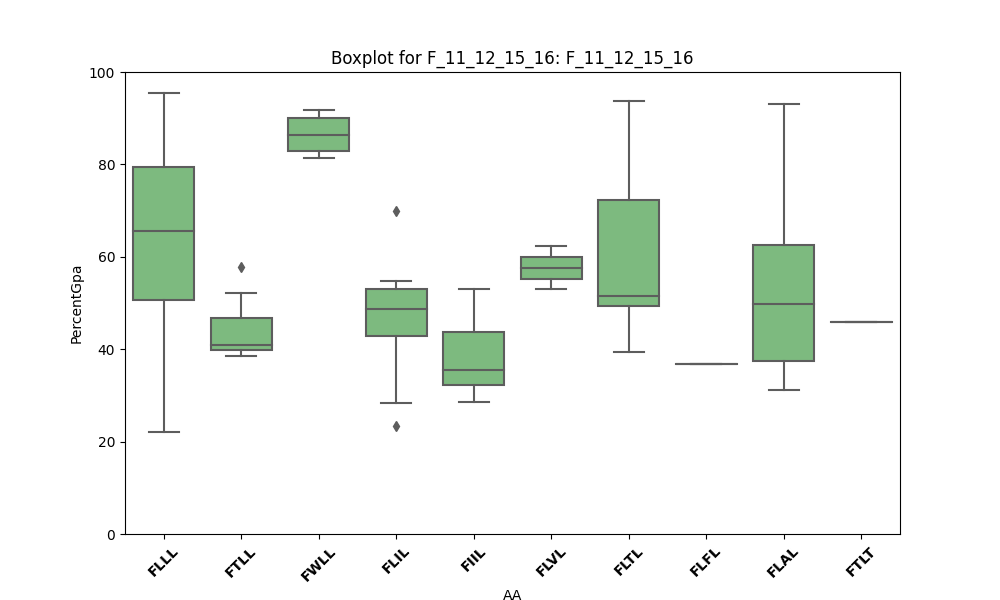 Boxplot for F_11_12_15_16: F_11_12_15_16
PercentGpa
100
80
60
40
20
0
FLLL
FTLL
FWLL
FLIL
FIIL
FLVL
FLTL
FLFL
FLAL
FTLT
AA